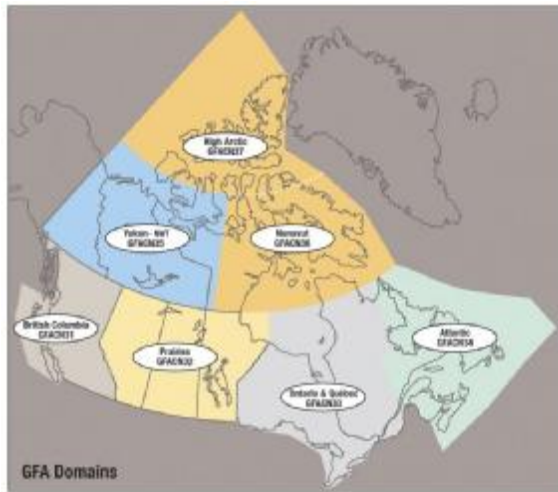 High Arctic
GFACN37
Yukon - NWT
GFACN35
Nunavut
GFACN36
British Columbia
GFACN31
Prairies
GFACN32
Atlantic
GFACN34
Ontario & Québec
GFACN33
GFA Domains